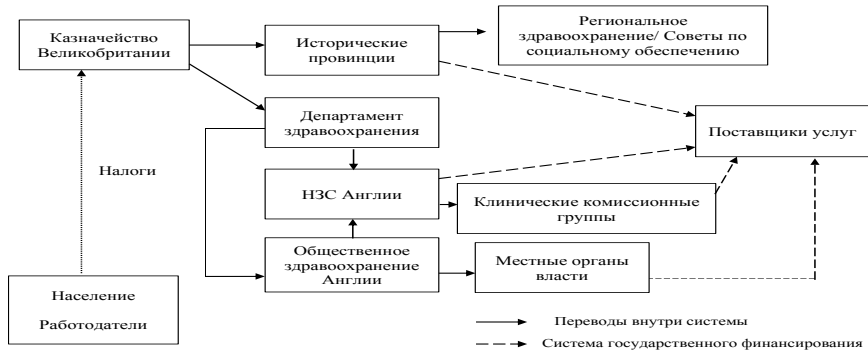 Казначейство
Великобритании
Исторические
провинции
Региональное
здравоохранение/ Советы по
социальному обеспечению
Департамент
здравоохранения
Поставщики услуг
Налоги
НЗС Англии
Клинические комиссионные
группы
Общественное
здравоохранение
Англии
Местные органы
власти
Население
Работодатели
Переводы внутри системы
Система государственного финансирования